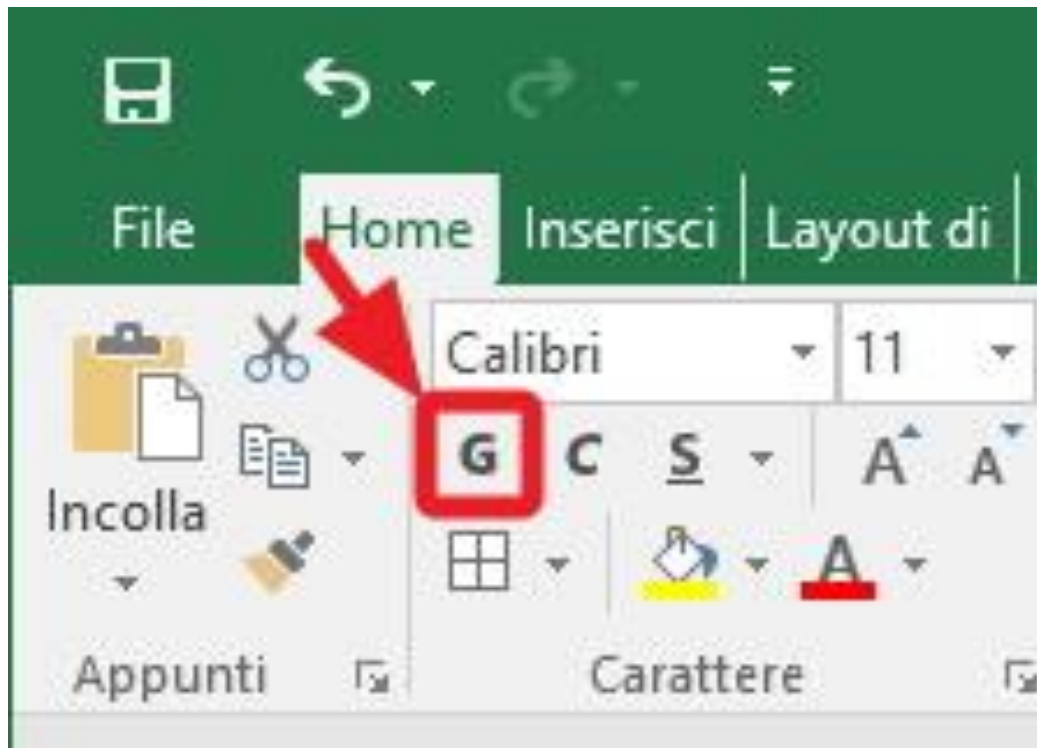 File Home Inserisci Layout di
Calibri 11
G C S A A
Incolla
A
Appunti Carattere